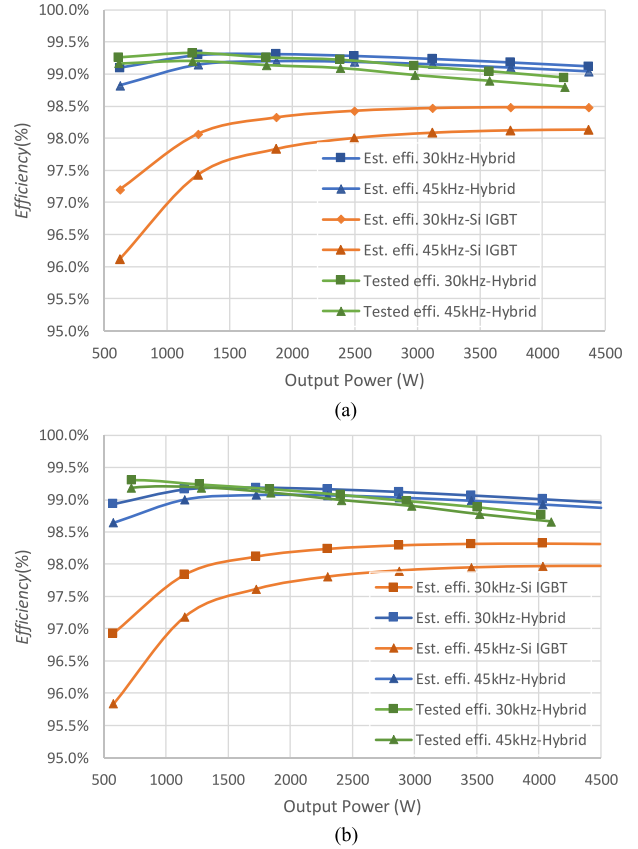 100.0%
99.5%
99.0%
98.5%
98.0%
97.5%
97.0%
96.5%
96.0%
95.5%
95.0%
Efficiency(%)
Est. effi. 30kHz-Hybrid
Est. effi. 45kHz-Hybrid
Est. effi. 30kHz-Si IGBT
Est. effi. 45kHz-Si IGBT
Tested effi. 30kHz-Hybrid
Tested effi. 45kHz-Hybrid
500 1000 1500 2000 2500 3000 3500 4000 4500
Output Power (W)
(a)
100.0%
99.5%
99.0%
98.5%
98.0%
97.5%
97.0%
96.5%
96.0%
95.5%
95.0%
Efficiency(%)
Est. effi. 30kHz-Si IGBT
Est. effi. 30kHz-Hybrid
Est. effi. 45kHz-Si IGBT
Est. effi. 45kHz-Hybrid
Tested effi. 30kHz-Hybrid
Tested effi. 45kHz-Hybrid
500 1000 1500 2000 2500 3000 3500 4000 4500
Output Power (W)
(b)